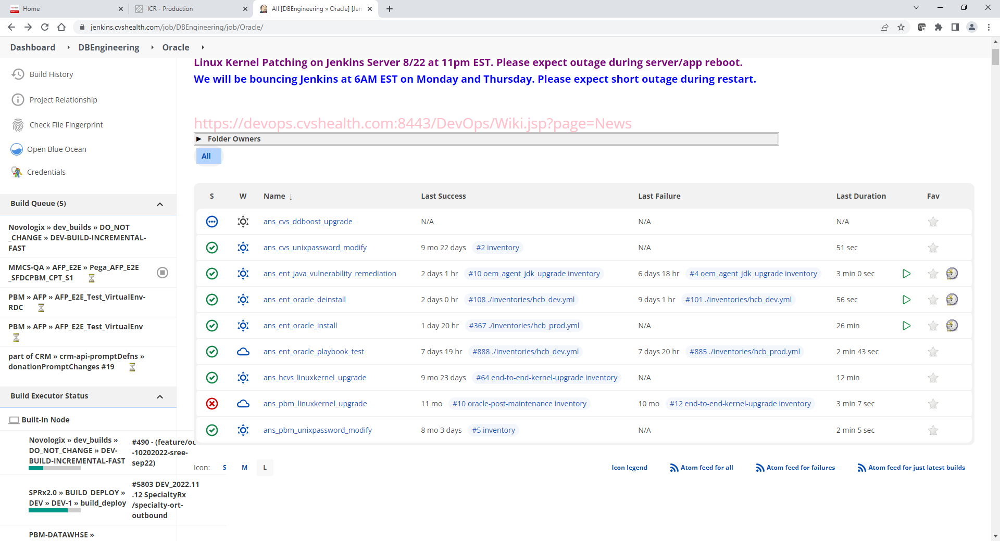 Home
ICR - Production
All [DBEngineering » Oracle] [Jen
jenkins.cvshealth.com/job/DBEngineering/job/Oracle/
Dashboard
DBEngineering
Oracle
Build History
Project Relationship
Check File Fingerprint
Open Blue Ocean
Credentials
Build Queue (5)
Novologix » dev_builds » DO_NOT
_CHANGE » DEV-BUILD-INCREMENTAL-
FAST
MMCS-QA » AFP_E2E » Pega_AFP_E2E
_SFDCPBM_CPT_S1
PBM » AFP » AFP_E2E_Test_VirtualEnv-
RDC
PBM » AFP » AFP_E2E_Test_VirtualEnv
part of CRM » crm-api-promptDefns »
donationPromptChanges #19
Build Executor Status
Built-In Node
Novologix » dev_builds »
DO_NOT_CHANGE » DEV-
BUILD-INCREMENTAL-FAST
#490 - (feature/oc
-10202022-sree-
sep22)
SPRx2.0 » BUILD_DEPLOY »
DEV » DEV-1 » build_deploy
#5803 DEV_2022.11
.12 SpecialtyRx
/specialty-ort-
outbound
PBM-DATAWHSE »
Linux Kernel Patching on Jenkins Server 8/22 at 11pm EST. Please expect outage during server/app reboot.
We will be bouncing Jenkins at 6AM EST on Monday and Thursday. Please expect short outage during restart.
https://devops.cvshealth.com:8443/DevOps/Wiki.jsp?page=News
Folder Owners
All
S W Name ↓ Last Success Last Failure Last Duration Fav
ans_cvs_ddboost_upgrade N/A N/A N/A
ans_cvs_unixpassword_modify 9 mo 22 days #2 inventory N/A 51 sec
ans_ent_java_vulnerability_remediation 2 days 1 hr #10 oem_agent_jdk_upgrade inventory 6 days 18 hr #4 oem_agent_jdk_upgrade inventory 3 min 0 sec
ans_ent_oracle_deinstall 2 days 0 hr #108 ./inventories/hcb_dev.yml 9 days 1 hr #101 ./inventories/hcb_dev.yml 56 sec
ans_ent_oracle_install 1 day 20 hr #367 ./inventories/hcb_prod.yml N/A 26 min
ans_ent_oracle_playbook_test 7 days 19 hr #888 ./inventories/hcb_dev.yml 7 days 20 hr #885 ./inventories/hcb_prod.yml 2 min 43 sec
ans_hcvs_linuxkernel_upgrade 9 mo 23 days #64 end-to-end-kernel-upgrade inventory N/A 12 min
ans_pbm_linuxkernel_upgrade 11 mo #10 oracle-post-maintenance inventory 10 mo #12 end-to-end-kernel-upgrade inventory 3 min 7 sec
ans_pbm_unixpassword_modify 8 mo 3 days #5 inventory N/A 2 min 5 sec
Icon: S M L
Icon legend Atom feed for all Atom feed for failures Atom feed for just latest builds